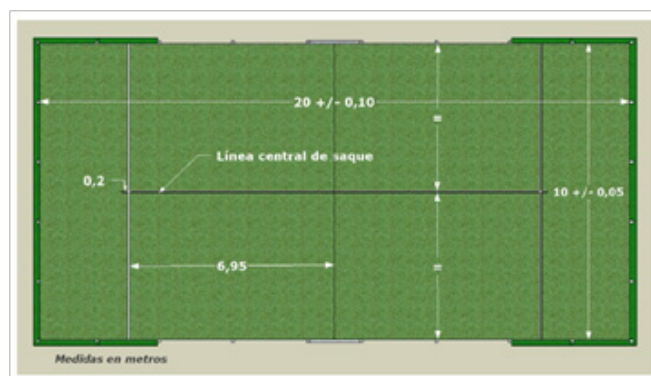 20 +/- 0,10
=
Línea central de saque
0,2
10 +/- 0,05
6,95
=
Medidas en metros